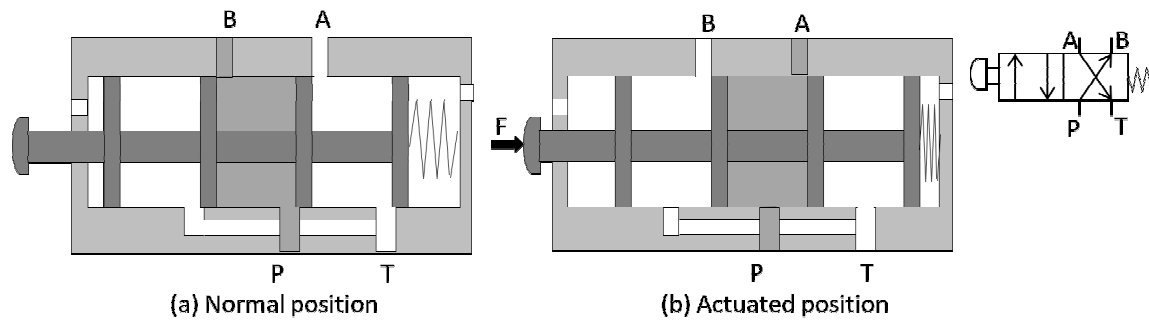 B A
B A
A B
F
P T
P T
P T
(a) Normal position
(b) Actuated position